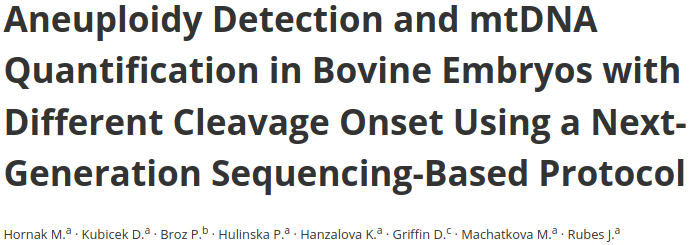 Aneuploidy Detection and mtDNA
Quantification in Bovine Embryos with
Different Cleavage Onset Using a Next-
Generation Sequencing-Based Protocol
Hornak M.a · Kubicek D.a · Broz P.b · Hulinska P.a · Hanzalova K.a · Griffin D.c · Machatkova M.a · Rubes J.a